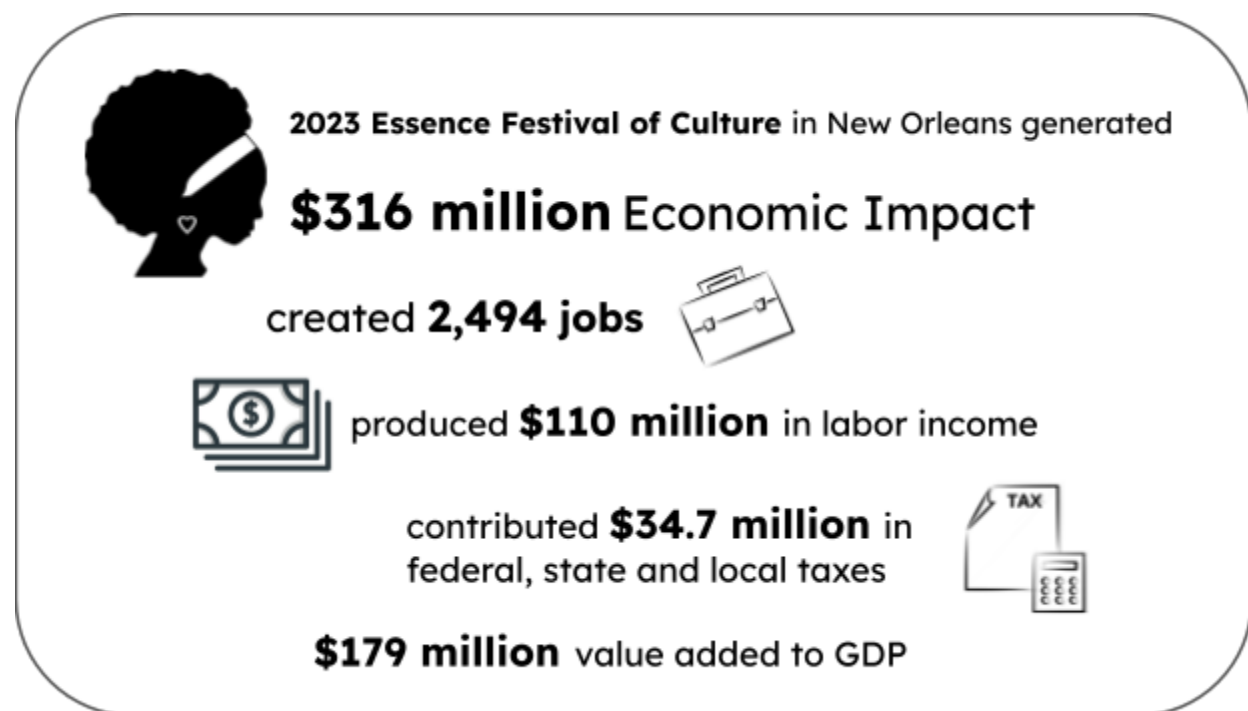 2023 Essence Festival of Culture in New Orleans generated
$316 million Economic Impact
created 2,494 jobs
$
produced $110 million in labor income
TAX
contributed $34.7 million in
federal, state and local taxes
$179 million value added to GDP